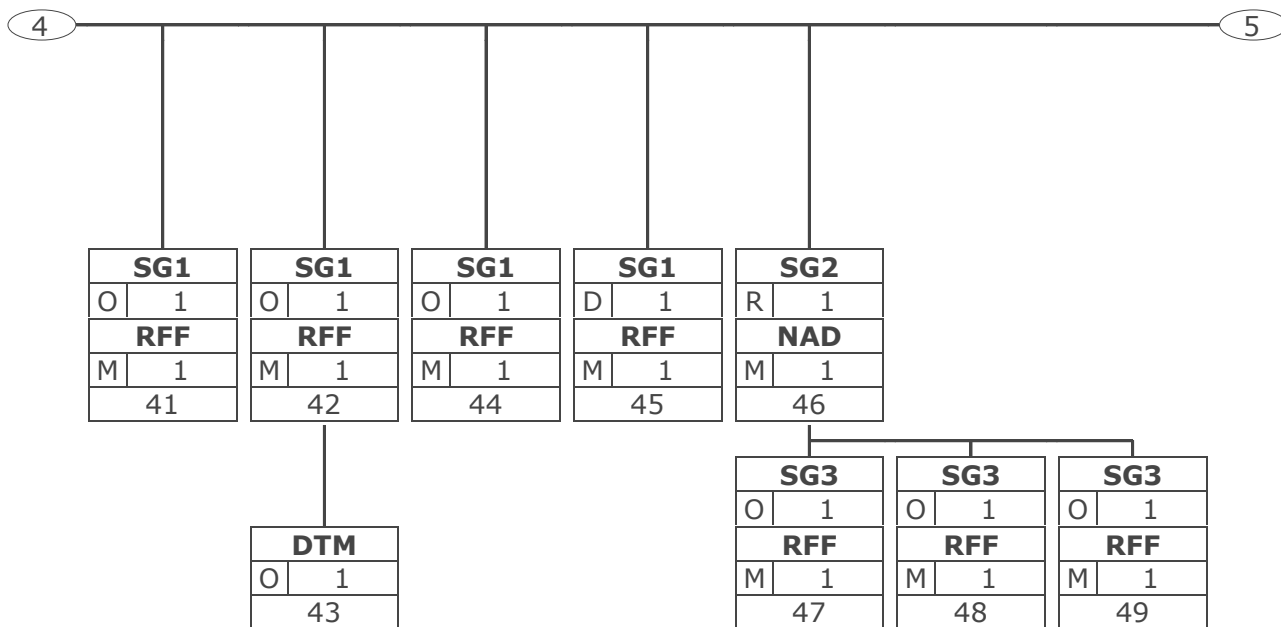 4 5
SG1 SG1 SG1 SG1 SG2
O 1 O 1 O 1 D 1 R 1
RFF RFF RFF RFF NAD
M 1 M 1 M 1 M 1 M 1
41 42 44 45 46
SG3 SG3 SG3
O 1 O 1 O 1
DTM RFF RFF RFF
O 1 M 1 M 1 M 1
43 47 48 49